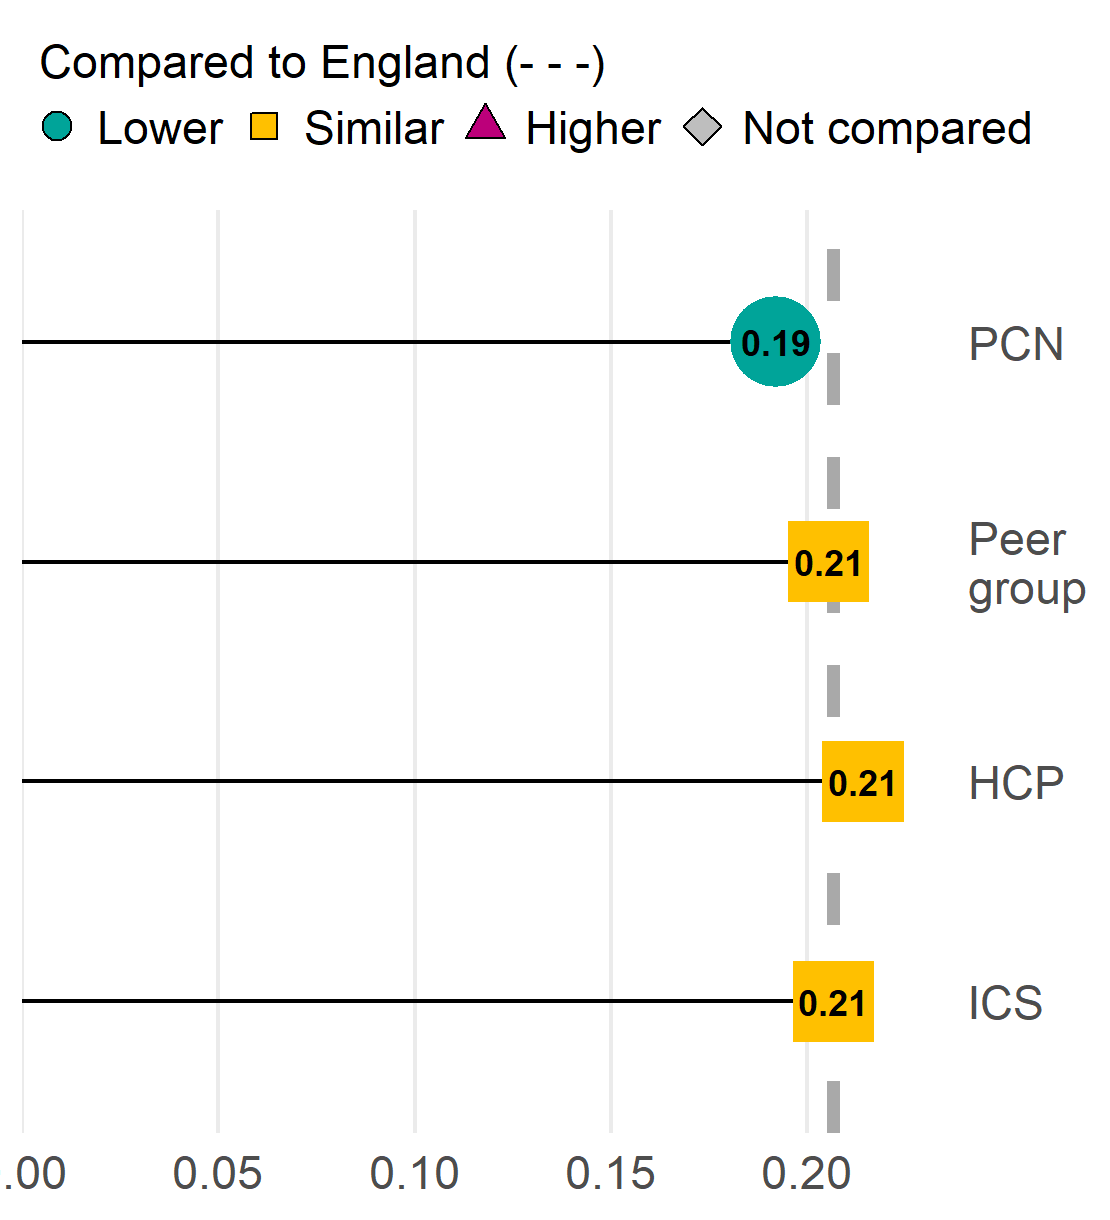 Compared to England (- - -)
Lower Similar Higher Not compared
0.19 PCN
Peer
0.21
group
0.21 HCP
0.21 ICS
.00 0.05 0.10 0.15 0.20